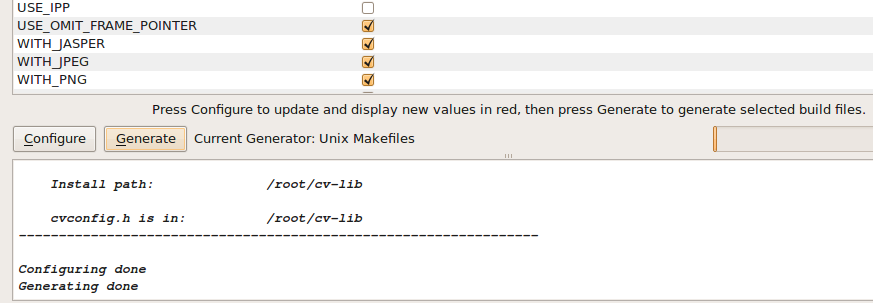 USE_IPP
USE_OMIT_FRAME_POINTER
WITH_JASPER
WITH_JPEG
WITH_PNG
Press Configure to update and display new values in red, then press Generate to generate selected build files.
Configure Generate Current Generator: Unix Makefiles
Install path: /root/cv-lib
cvconfig.h is in: /root/cv-lib
-----------------------------------------------------------------
Configuring done
Generating done